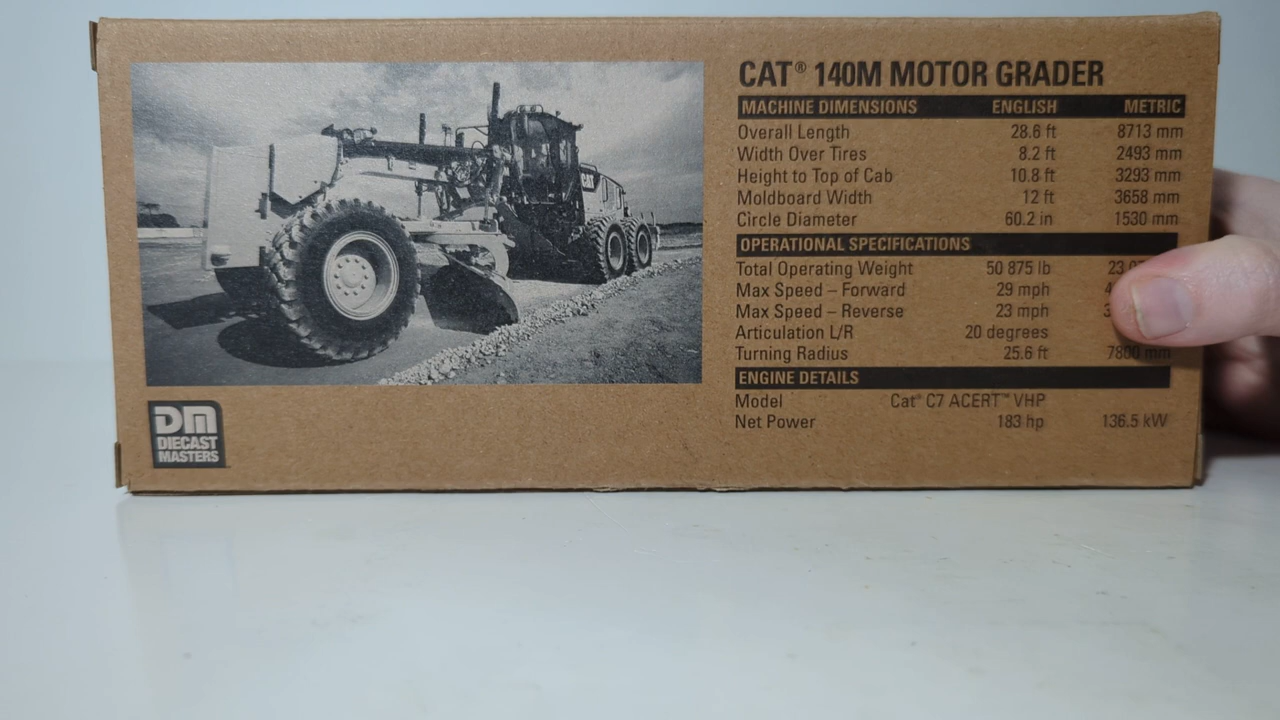 CAT® 140M MOTOR GRADER
MACHINE DIMENSIONS ENGLISH METRIC
Overall Length 28.6 ft 8713 mm
Width Over Tires 8.2 ft 2493 mm
Height to Top of Cab 10.8 ft 3293 mm
Moldboard Width 12 ft 3658 mm
Circle Diameter 60.2 in 1530 mm
OPERATIONAL SPECIFICATIONS
Total Operating Weight 50 875 lb
Max Speed – Forward 29 mph
Max Speed – Reverse 23 mph
Articulation L/R 20 degrees
Turning Radius 25.6 ft 7800 mm
ENGINE DETAILS
Model Cat® C7 ACERT™ VHP
Net Power 183 hp 136.5 kW
CAT
DM
DIECAST
MASTERS